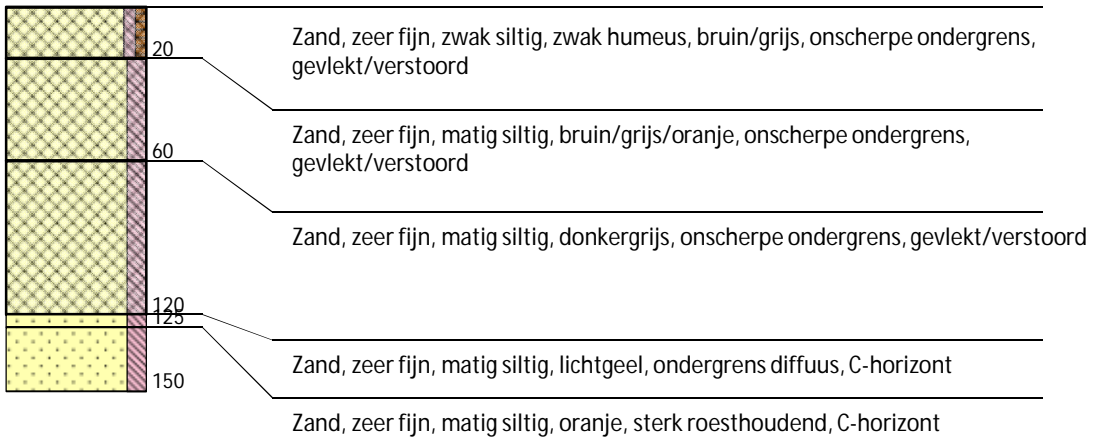 Zand, zeer fijn, zwak siltig, zwak humeus, bruin/grijs, onscherpe ondergrens,
gevlekt/verstoord
20
Zand, zeer fijn, matig siltig, bruin/grijs/oranje, onscherpe ondergrens,
gevlekt/verstoord
60
Zand, zeer fijn, matig siltig, donkergrijs, onscherpe ondergrens, gevlekt/verstoord
120
125
Zand, zeer fijn, matig siltig, lichtgeel, ondergrens diffuus, C-horizont
150
Zand, zeer fijn, matig siltig, oranje, sterk roesthoudend, C-horizont